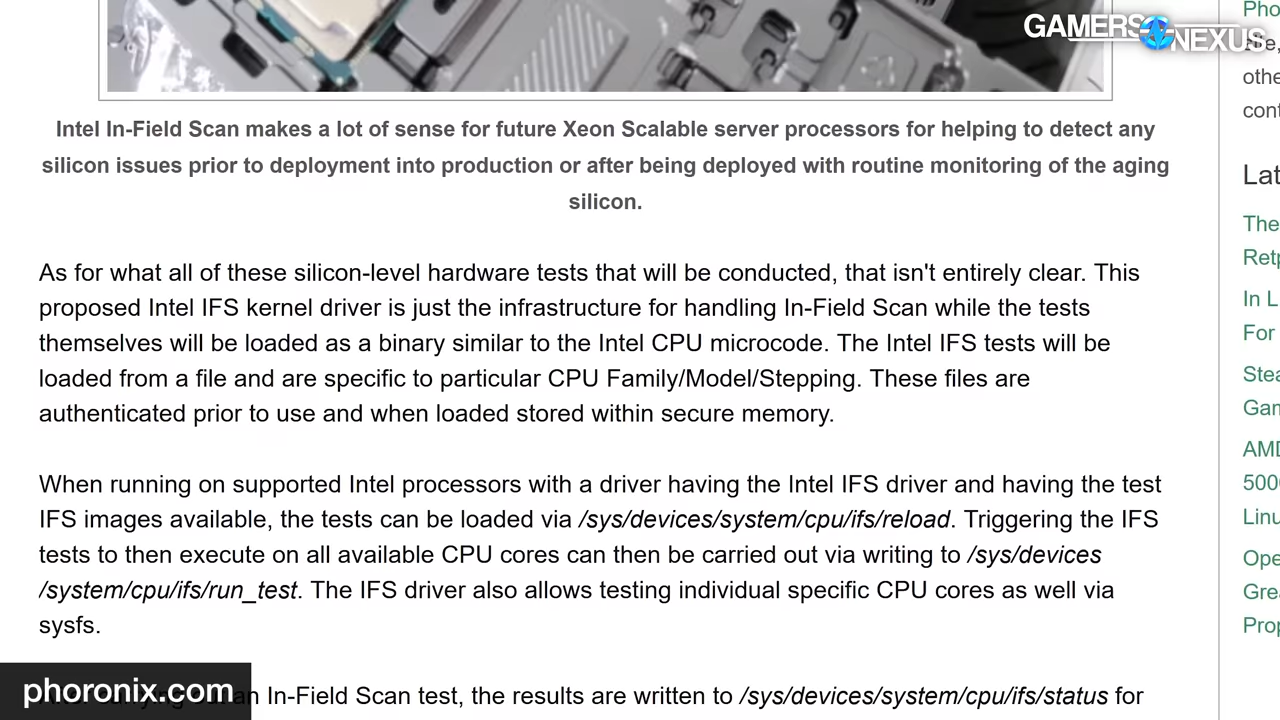 GAMERS NEXUS
Intel In-Field Scan makes a lot of sense for future Xeon Scalable server processors for helping to detect any
silicon issues prior to deployment into production or after being deployed with routine monitoring of the aging
silicon.
As for what all of these silicon-level hardware tests that will be conducted, that isn't entirely clear. This
proposed Intel IFS kernel driver is just the infrastructure for handling In-Field Scan while the tests
themselves will be loaded as a binary similar to the Intel CPU microcode. The Intel IFS tests will be
loaded from a file and are specific to particular CPU Family/Model/Stepping. These files are
authenticated prior to use and when loaded stored within secure memory.
When running on supported Intel processors with a driver having the Intel IFS driver and having the test
IFS images available, the tests can be loaded via /sys/devices/system/cpu/ifs/reload. Triggering the IFS
tests to then execute on all available CPU cores can then be carried out via writing to /sys/devices
/system/cpu/ifs/run_test. The IFS driver also allows testing individual specific CPU cores as well via
sysfs.
In-Field Scan test, the results are written to /sys/devices/system/cpu/ifs/status for
phoronix.com
Pho
othe
cont
Lat
The
Retp
In L
For
Stea
Gam
AMD
500
Linu
Ope
Grea
Prop